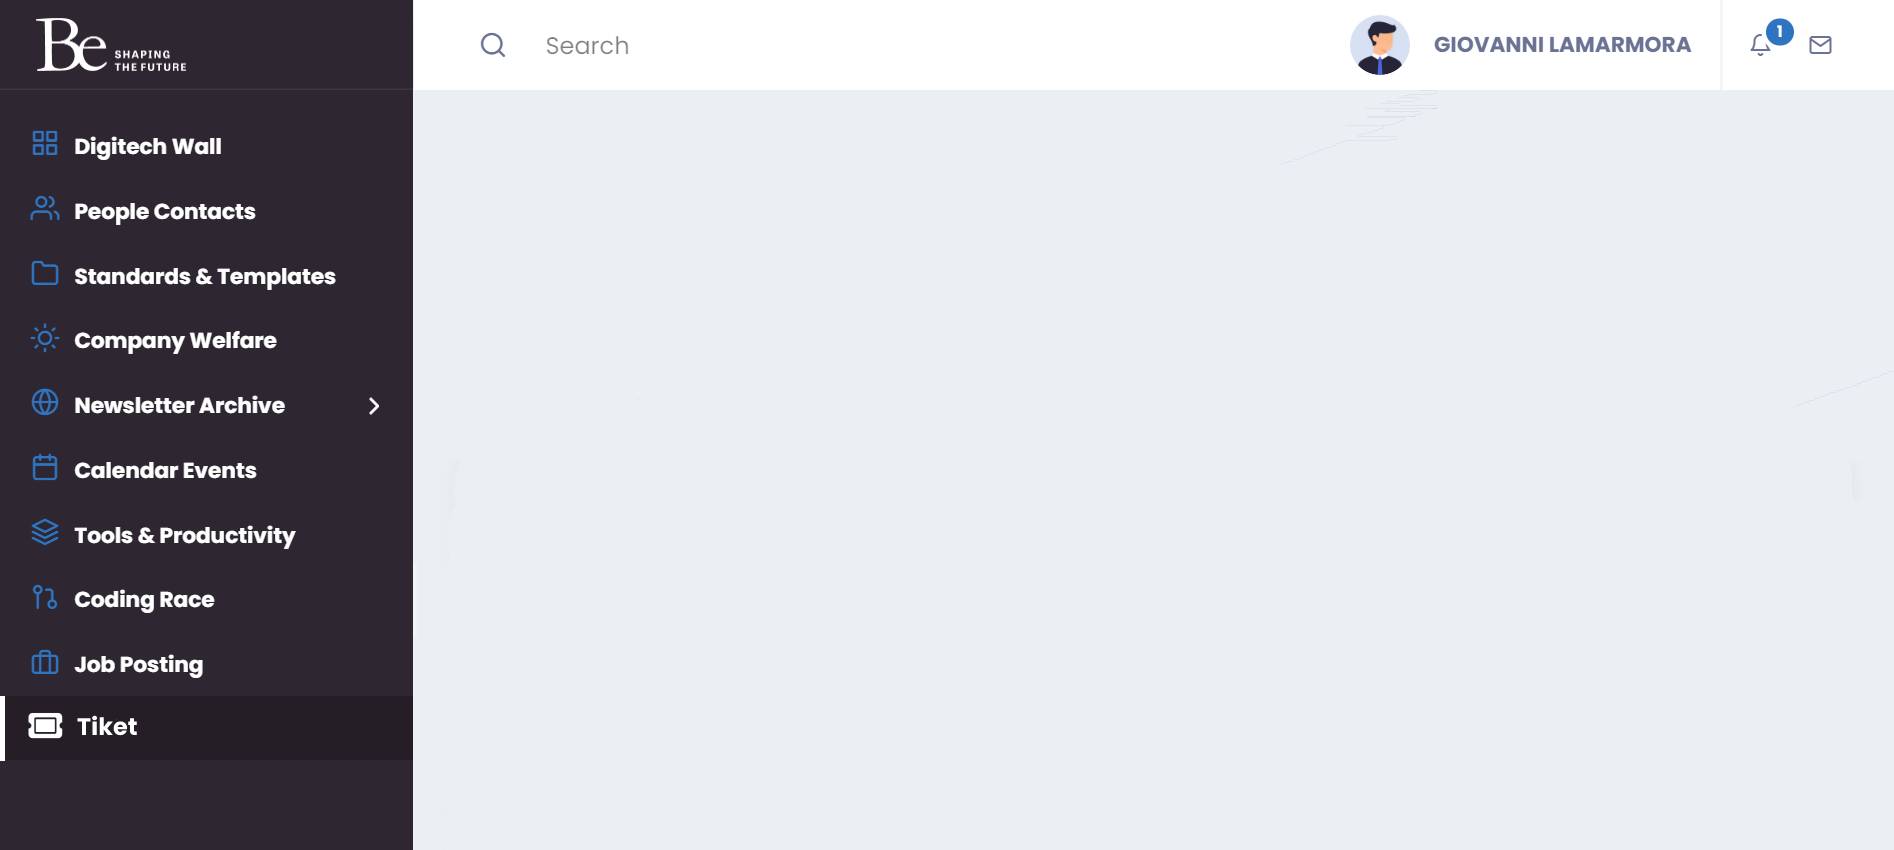 Be SHAPING
THE FUTURE
Search
GIOVANNI LAMARMORA
1
Digitech Wall
People Contacts
Standards & Templates
Company Welfare
Newsletter Archive
Calendar Events
Tools & Productivity
Coding Race
Job Posting
Tiket